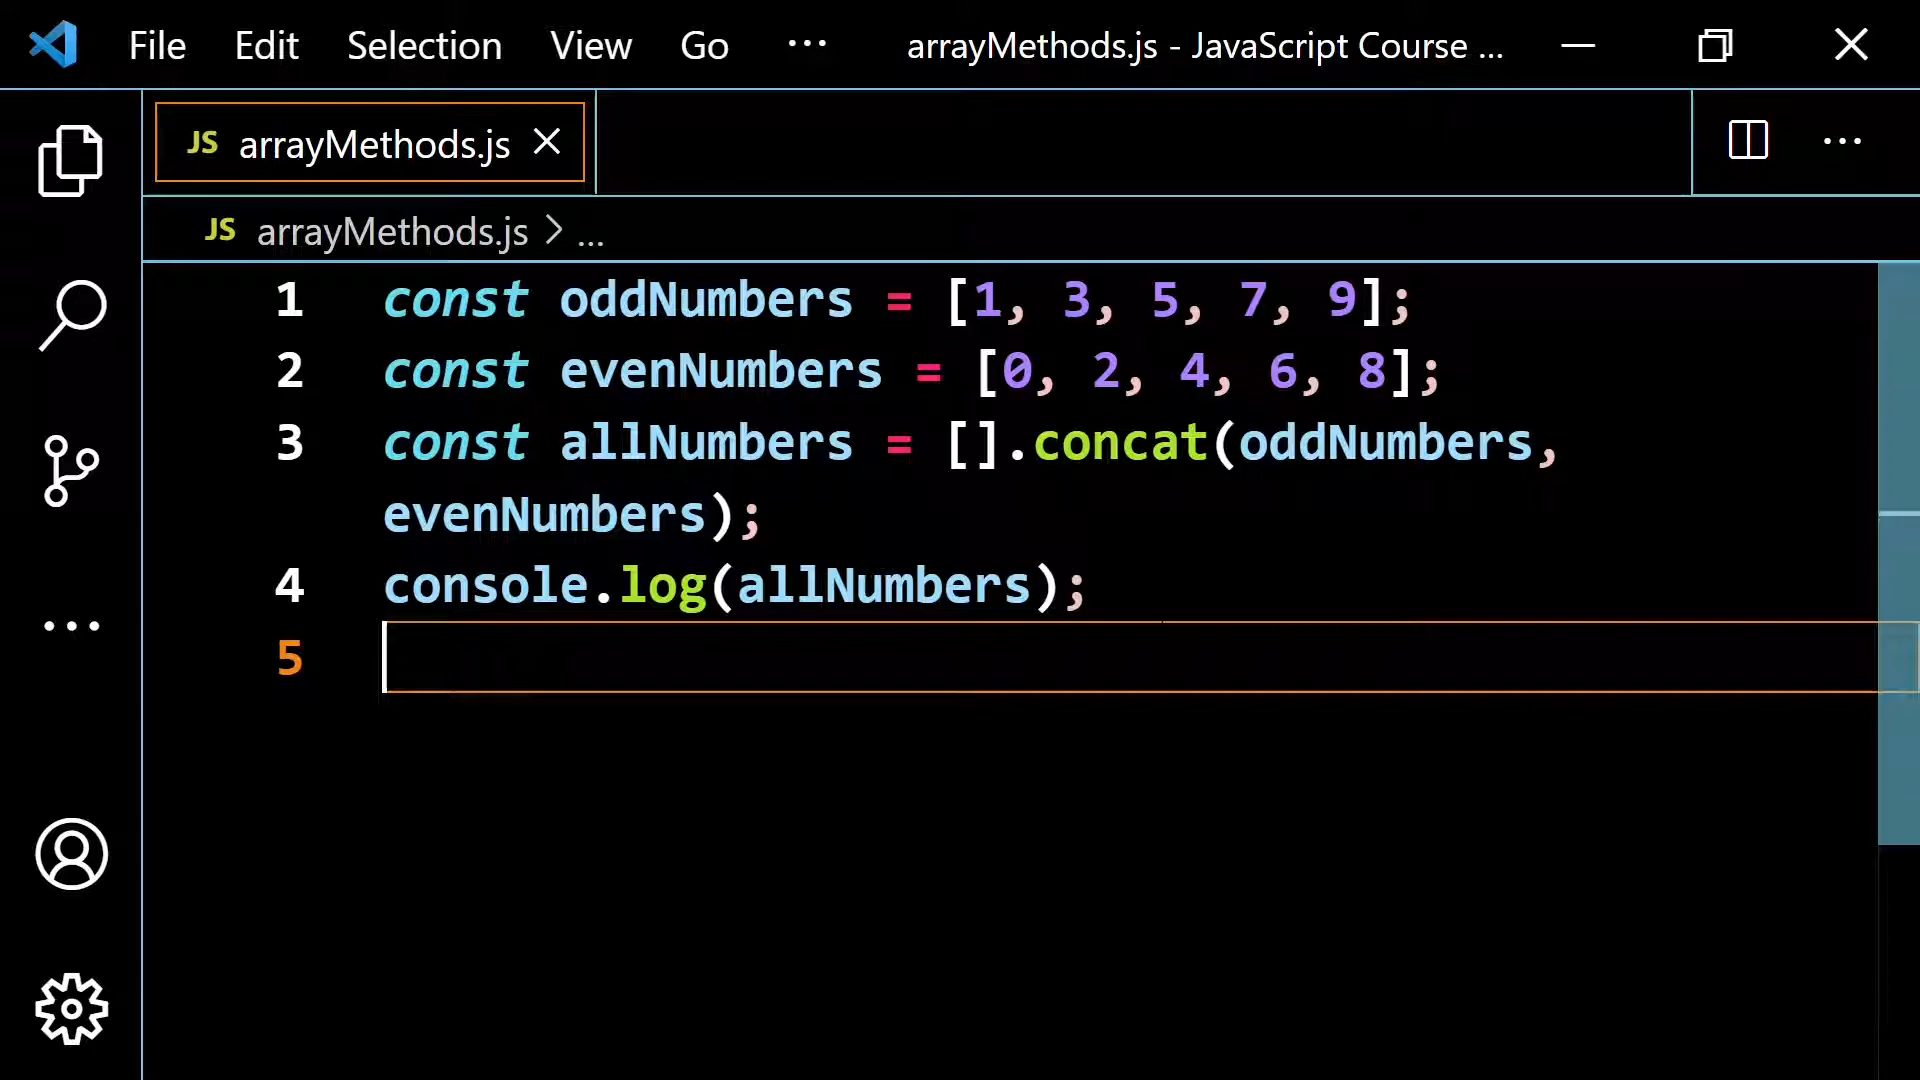 File Edit Selection View Go ... arrayMethods.js - JavaScript Course ...
JS arrayMethods.js
JS arrayMethods.js > ...
1 const oddNumbers = [1, 3, 5, 7, 9];
2 const evenNumbers = [0, 2, 4, 6, 8];
3 const allNumbers = [].concat(oddNumbers,
evenNumbers);
4 console.log(allNumbers);
5